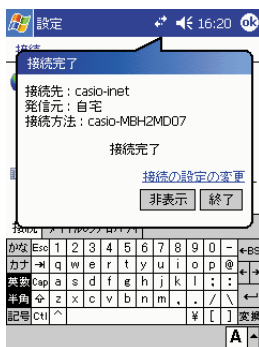 設定 16:20 ok
接続
接続完了
接続先 : casio-inet
発信元 : 自宅
接続方法 : casio-MBH2MD07
接続完了
接続の設定の変更
非表示 終了
かな Esc 1 2 3 4 5 6 7 8 9 0 - ←BS
カナ →| q w e r t y u i o p @ ← →
英数 Cap a s d f g h j k l ; :
半角 z x c v b n m , . / \ ←
記号 Ctl ^ ¥ [ ] 変換
A